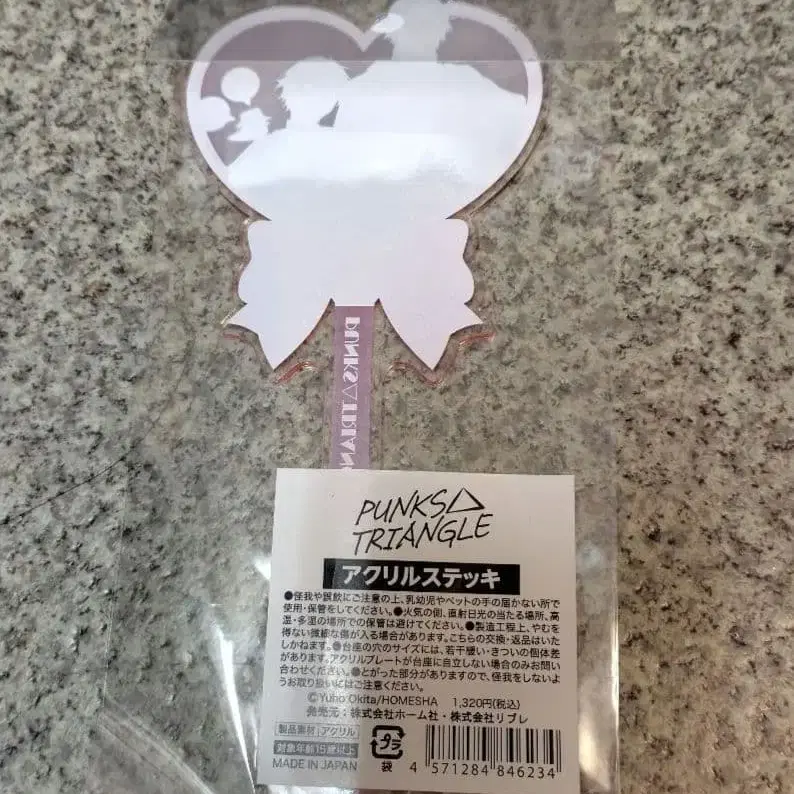 PUNKS△TRIAN
PUNKS△
TRIANGLE
アクリルステッキ
●怪我や誤飲にご注意の上、乳幼児やペットの手の届かない所で
使用・保管をしてください。●火気の側、直射日光の当たる場所、高
温・多湿の場所での保管は避けてください。●製造工程上、やむを
得ない微細な傷が入る場合があります。こちらの交換・返品はいた
しかねます。●台座の穴のサイズには、若干緩い・きついの個体差
があります。アクリルプレートが台座に自立しない場合のみお問い
合わせください。●とがった部分がありますので、怪我をしないよ
うお取り扱いにはご注意ください。
©Yuho Okita/HOMESHA 1,320円(税込)
発売元：株式会社ホーム社・株式会社リブレ
製品素材 アクリル
対象年齢15歳以上
MADE IN JAPAN
プラ
袋
4 571284 846234